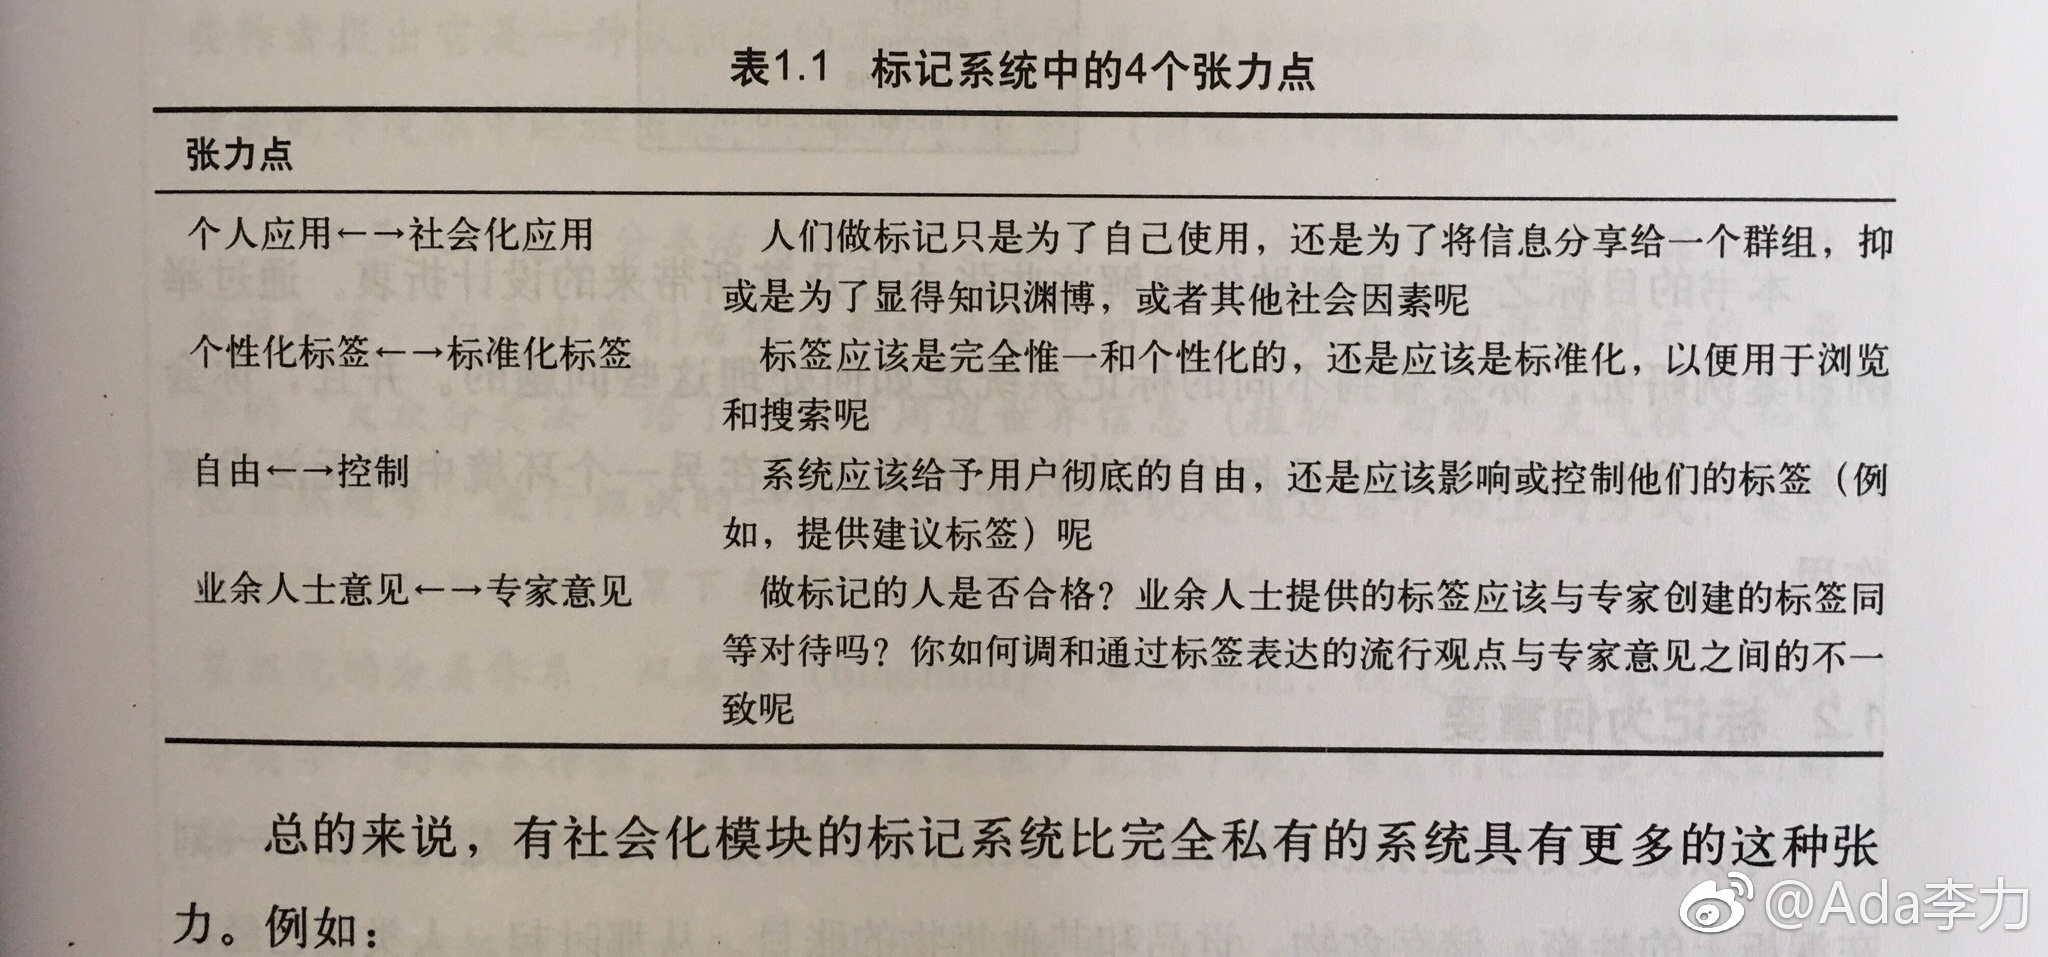 表1.1 标记系统中的4个张力点
张力点
个人应用←→社会化应用 人们做标记只是为了自己使用，还是为了将信息分享给一个群组，抑
或是为了显得知识渊博，或者其他社会因素呢
个性化标签←→标准化标签 标签应该是完全惟一和个性化的，还是应该是标准化，以便用于浏览
和搜索呢
自由←→控制 系统应该给予用户彻底的自由，还是应该影响或控制他们的标签（例
如，提供建议标签）呢
业余人士意见←→专家意见 做标记的人是否合格？业余人士提供的标签应该与专家创建的标签同
等对待吗？你如何调和通过标签表达的流行观点与专家意见之间的不一
致呢
总的来说，有社会化模块的标记系统比完全私有的系统具有更多的这种张
力。例如：
@Ada李力